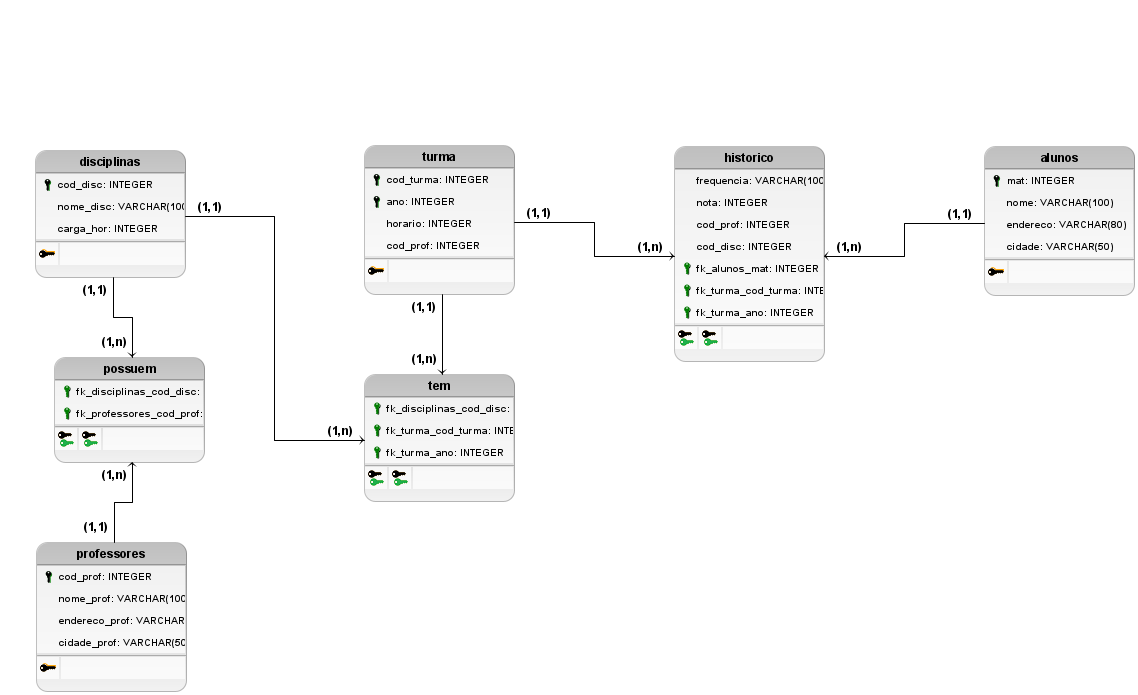 disciplinas
cod_disc: INTEGER
nome_disc: VARCHAR(100
carga_hor: INTEGER
(1,1)
(1,1)
(1,n)
possuem
fk_disciplinas_cod_disc:
fk_professores_cod_prof:
(1,n)
(1,1)
professores
cod_prof: INTEGER
nome_prof: VARCHAR(100
endereco_prof: VARCHAR
cidade_prof: VARCHAR(50
turma
cod_turma: INTEGER
ano: INTEGER
horario: INTEGER
cod_prof: INTEGER
(1,1)
(1,1)
(1,n)
(1,n)
tem
fk_disciplinas_cod_disc:
fk_turma_cod_turma: INTE
fk_turma_ano: INTEGER
(1,n)
historico
frequencia: VARCHAR(100
nota: INTEGER
cod_prof: INTEGER
cod_disc: INTEGER
fk_alunos_mat: INTEGER
fk_turma_cod_turma: INTE
fk_turma_ano: INTEGER
(1,n)
(1,1)
alunos
mat: INTEGER
nome: VARCHAR(100)
endereco: VARCHAR(80)
cidade: VARCHAR(50)